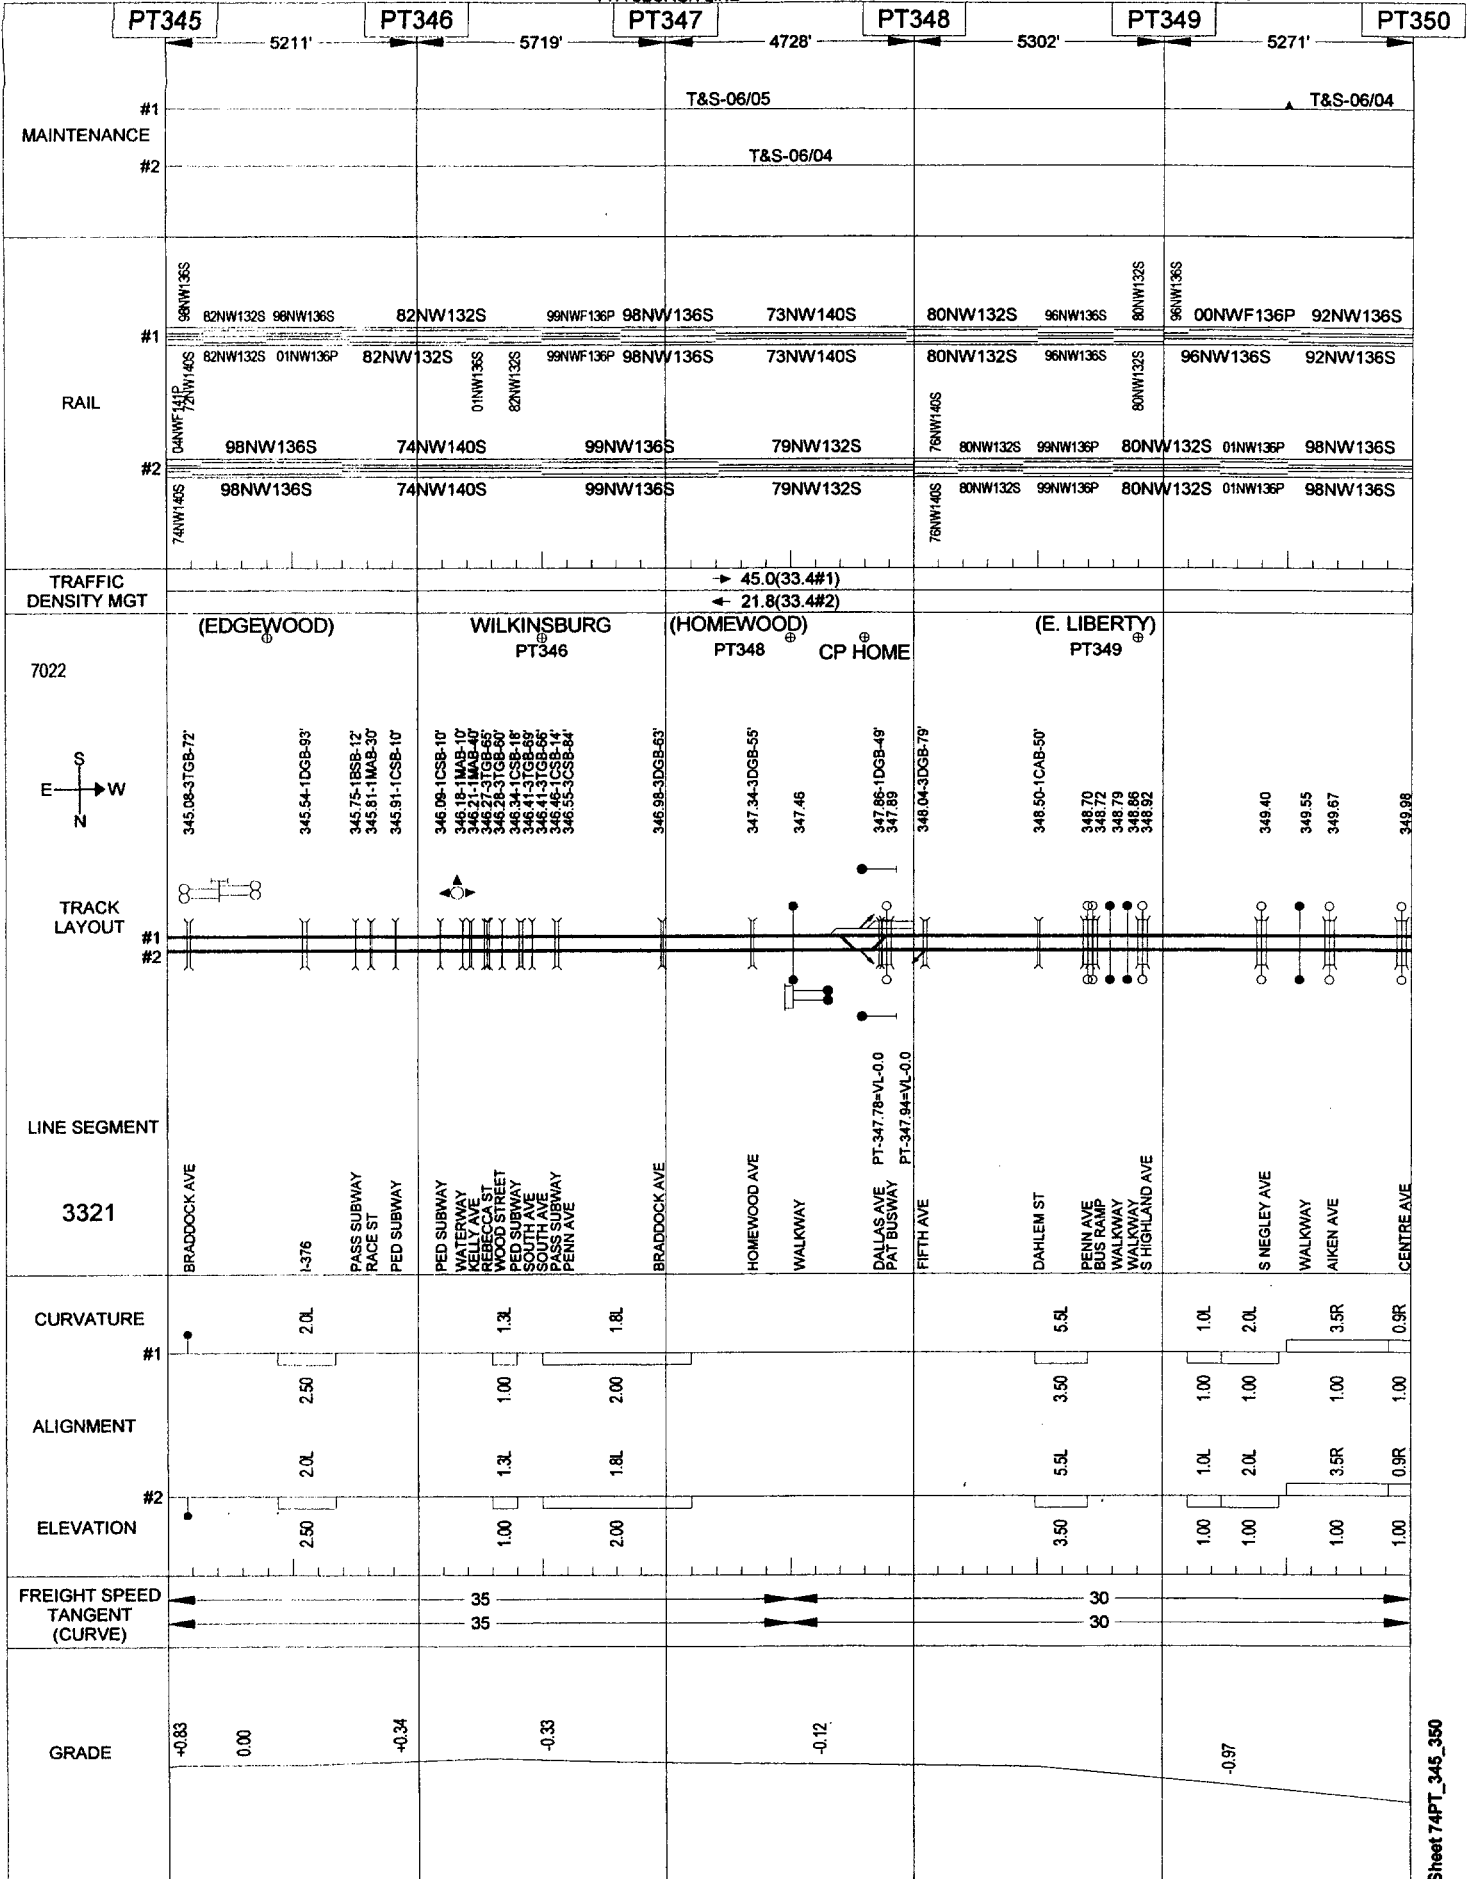 PT345 PT346 PT347 PT348 PT349 PT350
5211' 5719' 4728' 5302' 5271'
MAINTENANCE
#1 T&S-06/05 T&S-06/04
#2 T&S-06/04
RAIL
98NW136S 80NW132S 96NW136S
82NW132S 98NW136S 82NW132S 99NWF136P 98NW136S 73NW140S 80NW132S 96NW136S 00NWF136P 92NW136S
#1
82NW132S 01NW136P 82NW132S 99NWF136P 98NW136S 73NW140S 80NW132S 96NW136S 96NW136S 92NW136S
72NW140S 01NW136S 82NW132S 80NW132S
04NWF141P 76NW140S
98NW136S 74NW140S 99NW136S 79NW132S 80NW132S 99NW136P 80NW132S 01NW136P 98NW136S
#2
98NW136S 74NW140S 99NW136S 79NW132S 80NW132S 99NW136P 80NW132S 01NW136P 98NW136S
74NW140S 76NW140S
TRAFFIC
DENSITY MGT
45.0(33.4#1)
21.8(33.4#2)
(EDGEWOOD) WILKINSBURG (HOMEWOOD) (E. LIBERTY)
PT346 PT348 CP HOME PT349
7022
S
E W
N
345.08-3TGB-72'
345.54-1DGB-93'
345.75-1BSB-12'
345.81-1MAB-30'
345.91-1CSB-10'
346.09-1CSB-10'
346.18-1MAB-10'
346.21-1MAB-40'
346.27-3TGB-65'
346.28-3TGB-60'
346.34-1CSB-18'
346.41-3TGB-69'
346.41-3TGB-66'
346.46-1CSB-14'
346.55-3CSB-84'
346.98-3DGB-63'
347.34-3DGB-55'
347.46
347.86-1DGB-49'
347.89
348.04-3DGB-79'
348.50-1CAB-50'
348.70
348.72
348.79
348.86
348.92
349.40
349.55
349.67
349.98
TRACK
LAYOUT
#1
#2
LINE SEGMENT
3321
PT-347.78=VL-0.0
PT-347.94=VL-0.0
BRADDOCK AVE
I-376
PASS SUBWAY
RACE ST
PED SUBWAY
PED SUBWAY
WATERWAY
KELLY AVE
REBECCA ST
WOOD STREET
PED SUBWAY
SOUTH AVE
SOUTH AVE
PASS SUBWAY
PENN AVE
BRADDOCK AVE
HOMEWOOD AVE
WALKWAY
DALLAS AVE
PAT BUSWAY
FIFTH AVE
DAHLEM ST
PENN AVE
BUS RAMP
WALKWAY
WALKWAY
S HIGHLAND AVE
S NEGLEY AVE
WALKWAY
AIKEN AVE
CENTRE AVE
CURVATURE
2.0L 1.3L 1.8L 5.5L 1.0L 2.0L 3.5R 0.9R
#1
2.50 1.00 2.00 3.50 1.00 1.00 1.00 1.00
ALIGNMENT
2.0L 1.3L 1.8L 5.5L 1.0L 2.0L 3.5R 0.9R
#2
ELEVATION
2.50 1.00 2.00 3.50 1.00 1.00 1.00 1.00
FREIGHT SPEED
TANGENT
(CURVE)
35 30
35 30
GRADE
+0.83 0.00 +0.34 -0.33 -0.12 -0.97
Sheet 74PT_345_350